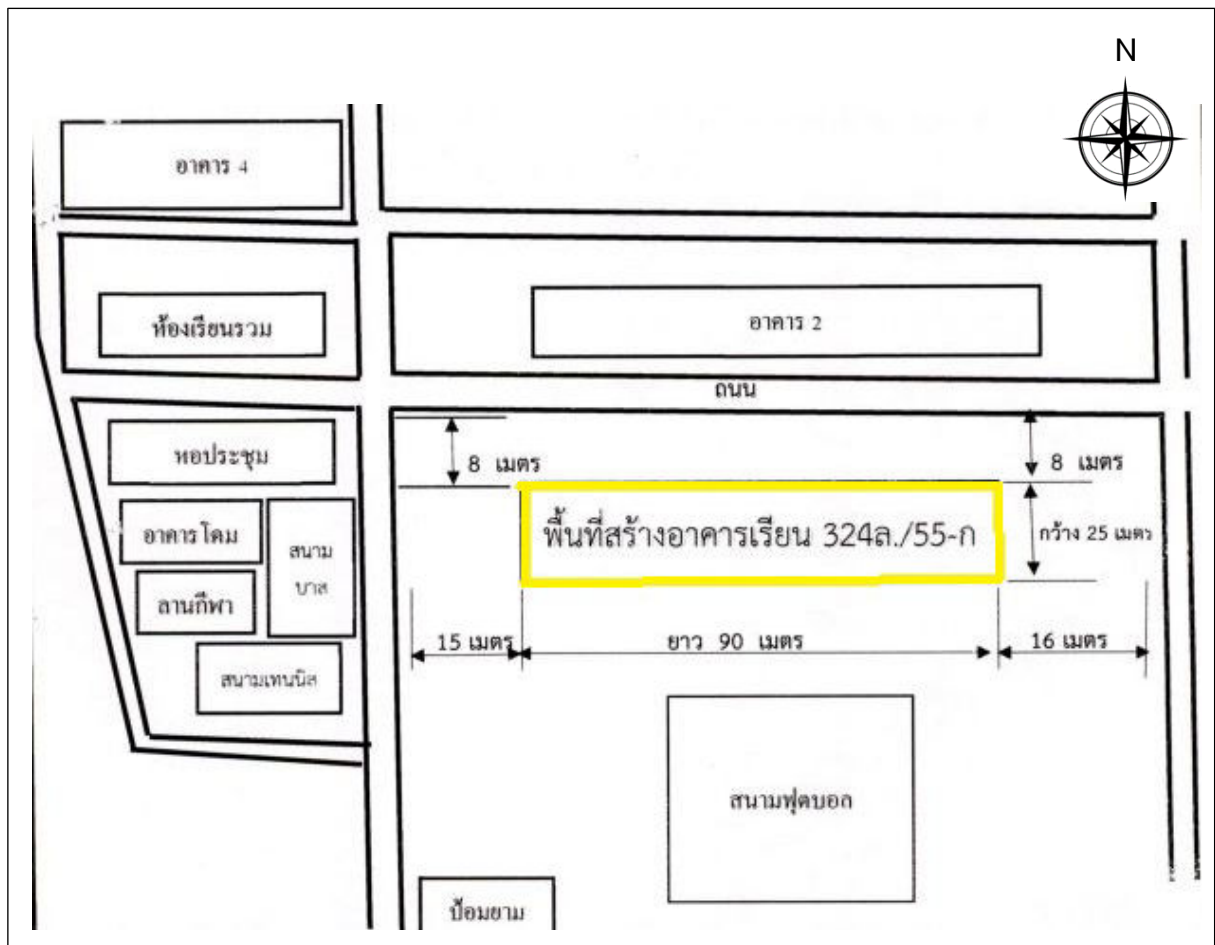 N
อาคาร 4
ห้องเรียนรวม
อาคาร 2
ถนน
หอประชุม
8 เมตร
8 เมตร
อาคารโดม
สนาม
บาส
พื้นที่สร้างอาคารเรียน 324ล./55-ก
กว้าง 25 เมตร
ลานกีฬา
15 เมตร
ยาว 90 เมตร
16 เมตร
สนามเทนนิส
สนามฟุตบอล
ป้อมยาม